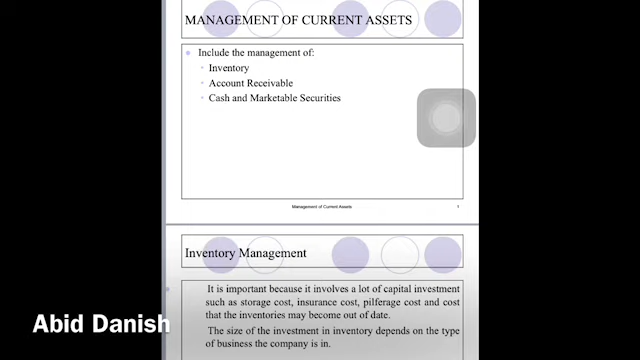 MANAGEMENT OF CURRENT ASSETS
Include the management of:
Inventory
Account Receivable
Cash and Marketable Securities
Management of Current Assets 1
Inventory Management
It is important because it involves a lot of capital investment
such as storage cost, insurance cost, pilferage cost and cost
that the inventories may become out of date.
The size of the investment in inventory depends on the type
of business the company is in.
Abid Danish